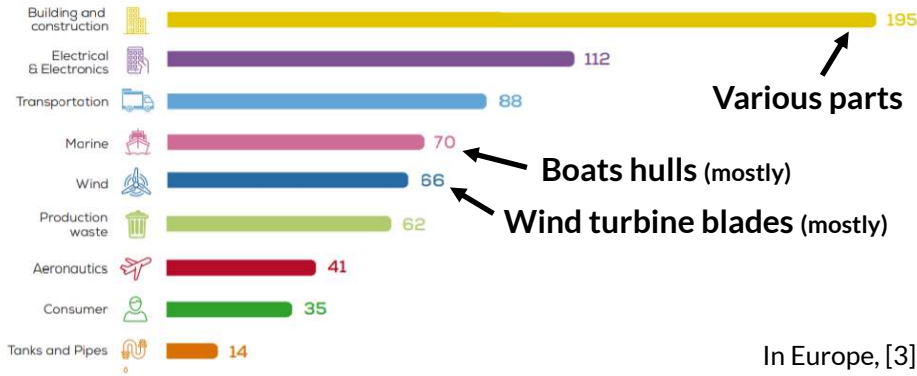 Building and
construction
195
Electrical
& Electronics
112
Various parts
Transportation
88
Marine
70
Boats hulls (mostly)
Wind
66
Wind turbine blades (mostly)
Production
waste
62
Aeronautics
41
Consumer
35
Tanks and Pipes
14
In Europe, [3]